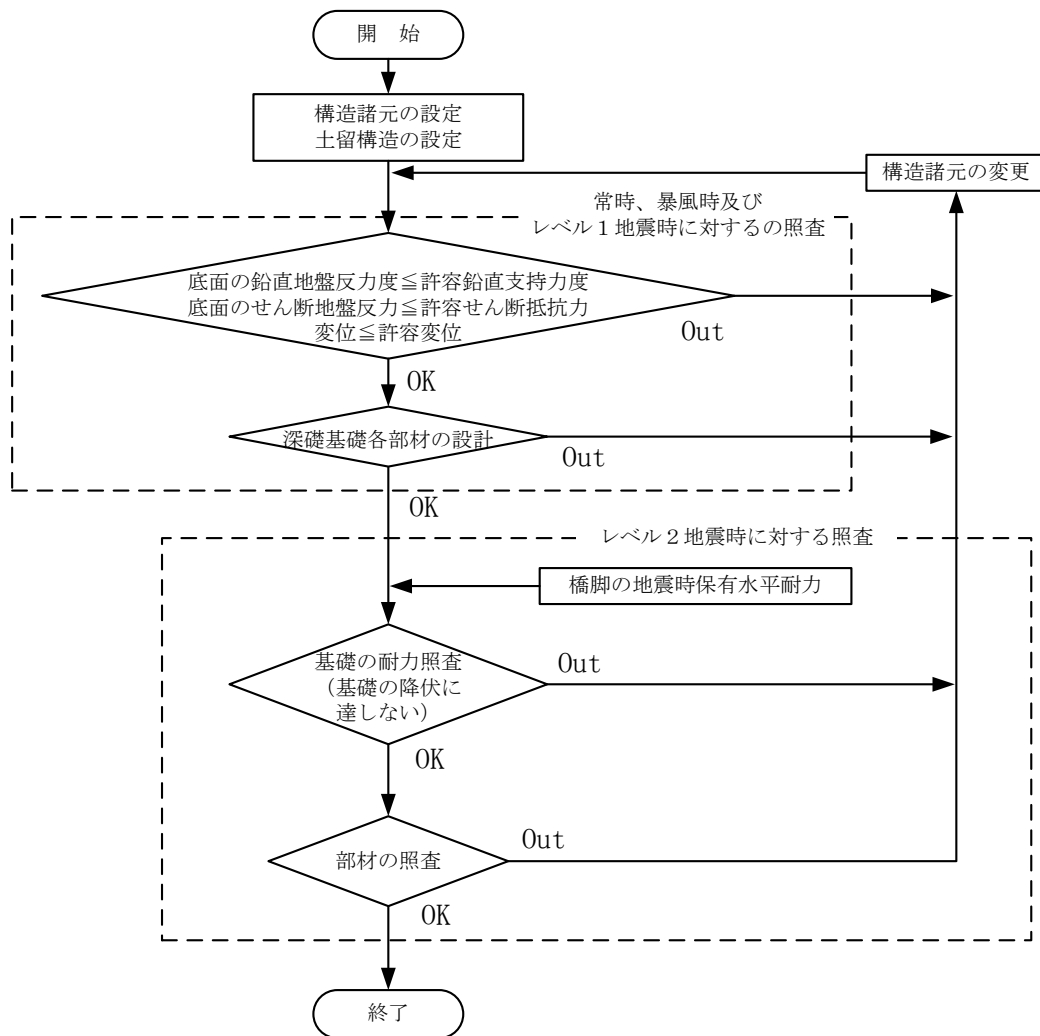 開　始
構造諸元の設定
土留構造の設定
構造諸元の変更
常時、暴風時及び
レベル１地震時に対するの照査
底面の鉛直地盤反力度≦許容鉛直支持力度
底面のせん断地盤反力≦許容せん断抵抗力
変位≦許容変位
Out
OK
深礎基礎各部材の設計
Out
OK
レベル２地震時に対する照査
橋脚の地震時保有水平耐力
基礎の耐力照査
（基礎の降伏に
達しない）
Out
OK
部材の照査
Out
OK
終了